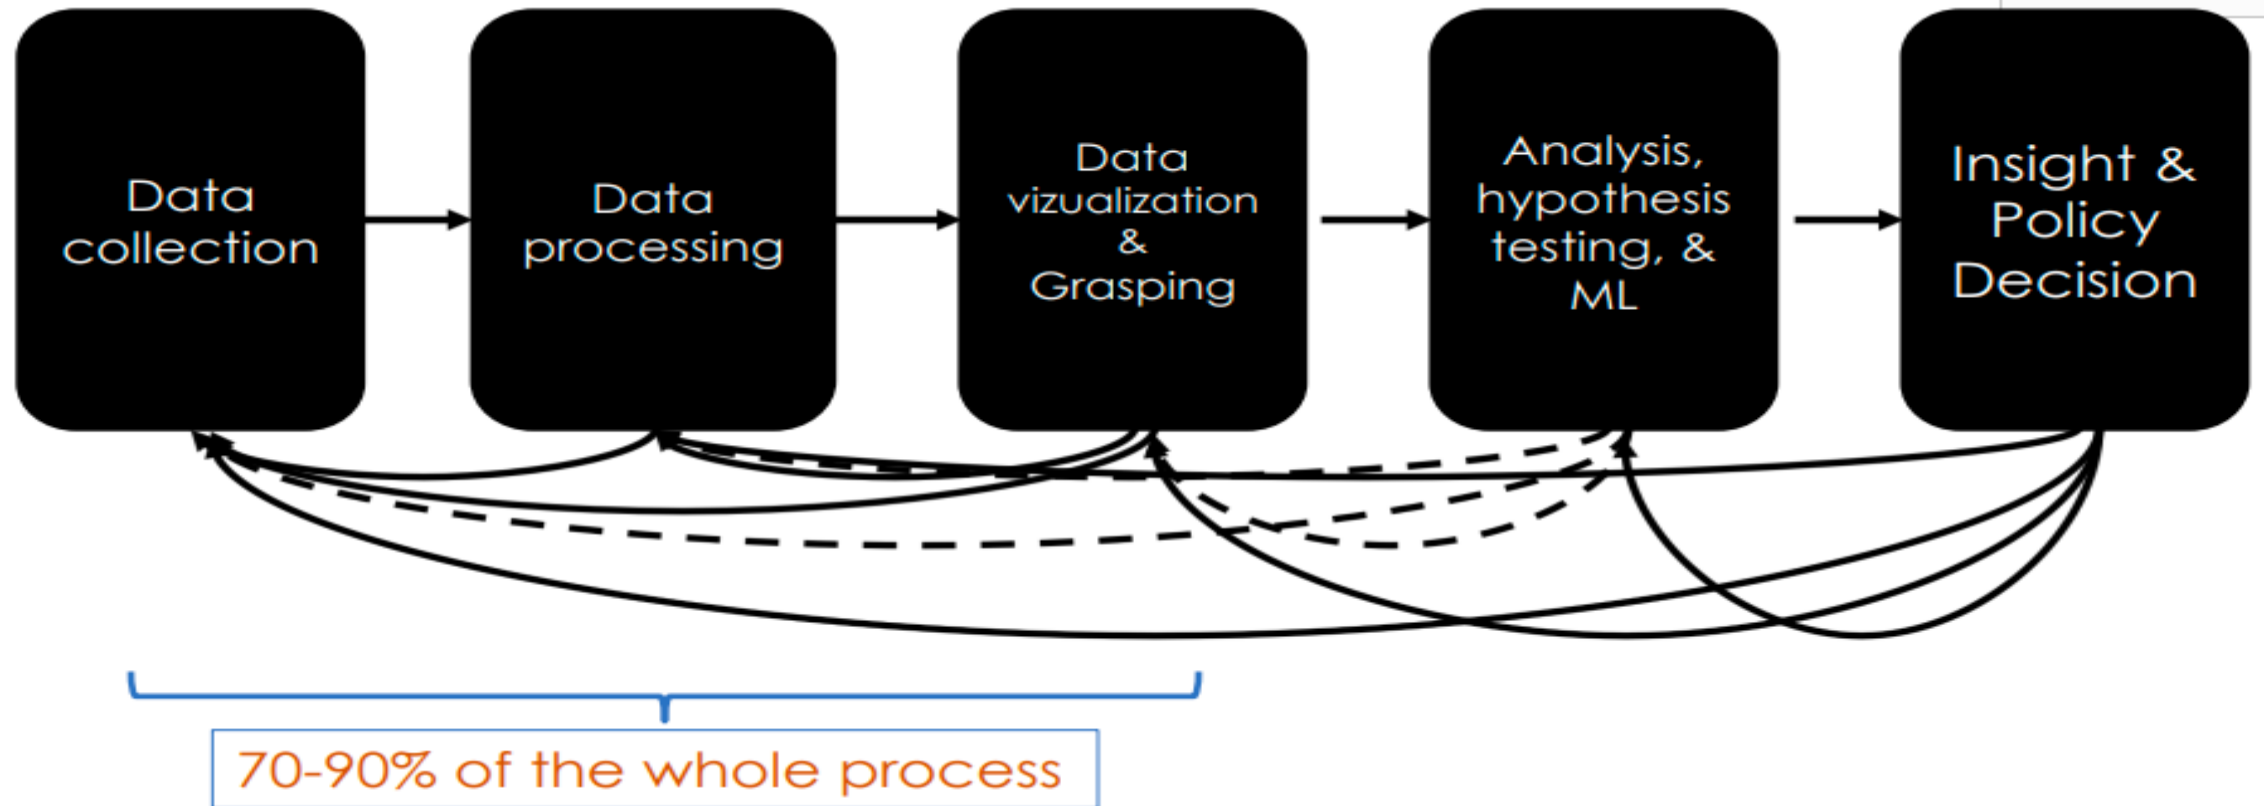 Data
collection
Data
processing
Data
vizualization
&
Grasping
Analysis,
hypothesis
testing, &
ML
Insight &
Policy
Decision
70-90% of the whole process